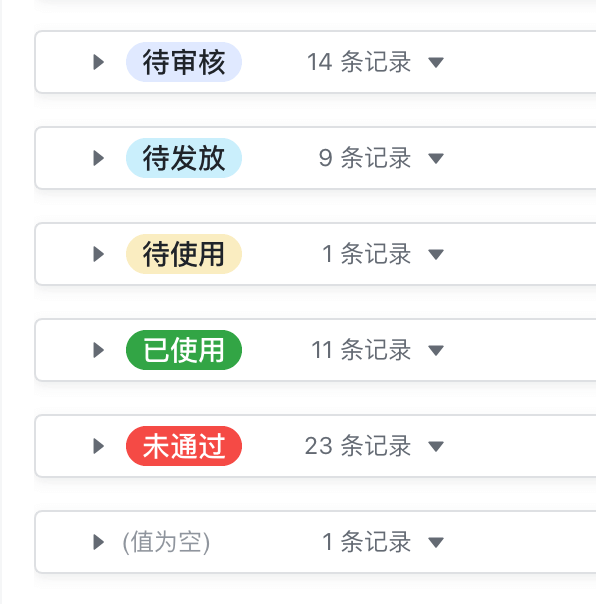 待审核 14 条记录
待发放 9 条记录
待使用 1 条记录
已使用 11 条记录
未通过 23 条记录
(值为空) 1 条记录